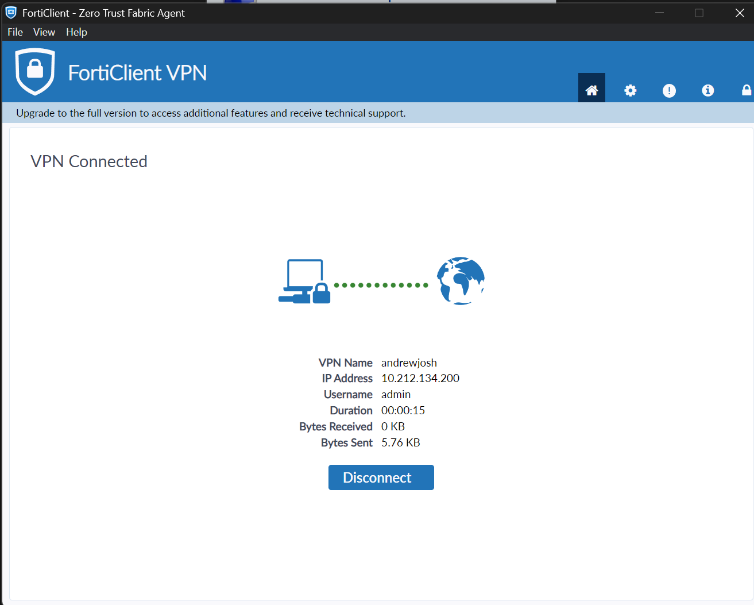 FortiClient - Zero Trust Fabric Agent
File View Help
FortiClient VPN
Upgrade to the full version to access additional features and receive technical support.
VPN Connected
VPN Name andrewjosh
IP Address 10.212.134.200
Username admin
Duration 00:00:15
Bytes Received 0 KB
Bytes Sent 5.76 KB
Disconnect